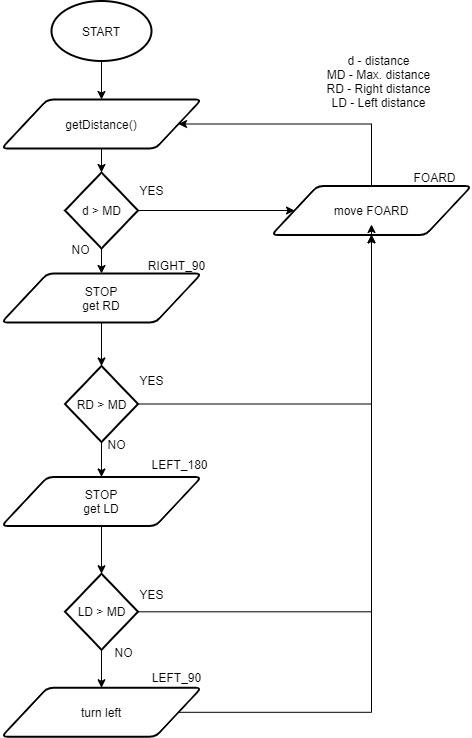 START
d - distance
MD - Max. distance
RD - Right distance
LD - Left distance
getDistance()
FOARD
YES
d > MD
move FOARD
NO
RIGHT_90
STOP
get RD
YES
RD > MD
NO
LEFT_180
STOP
get LD
YES
LD > MD
NO
LEFT_90
turn left